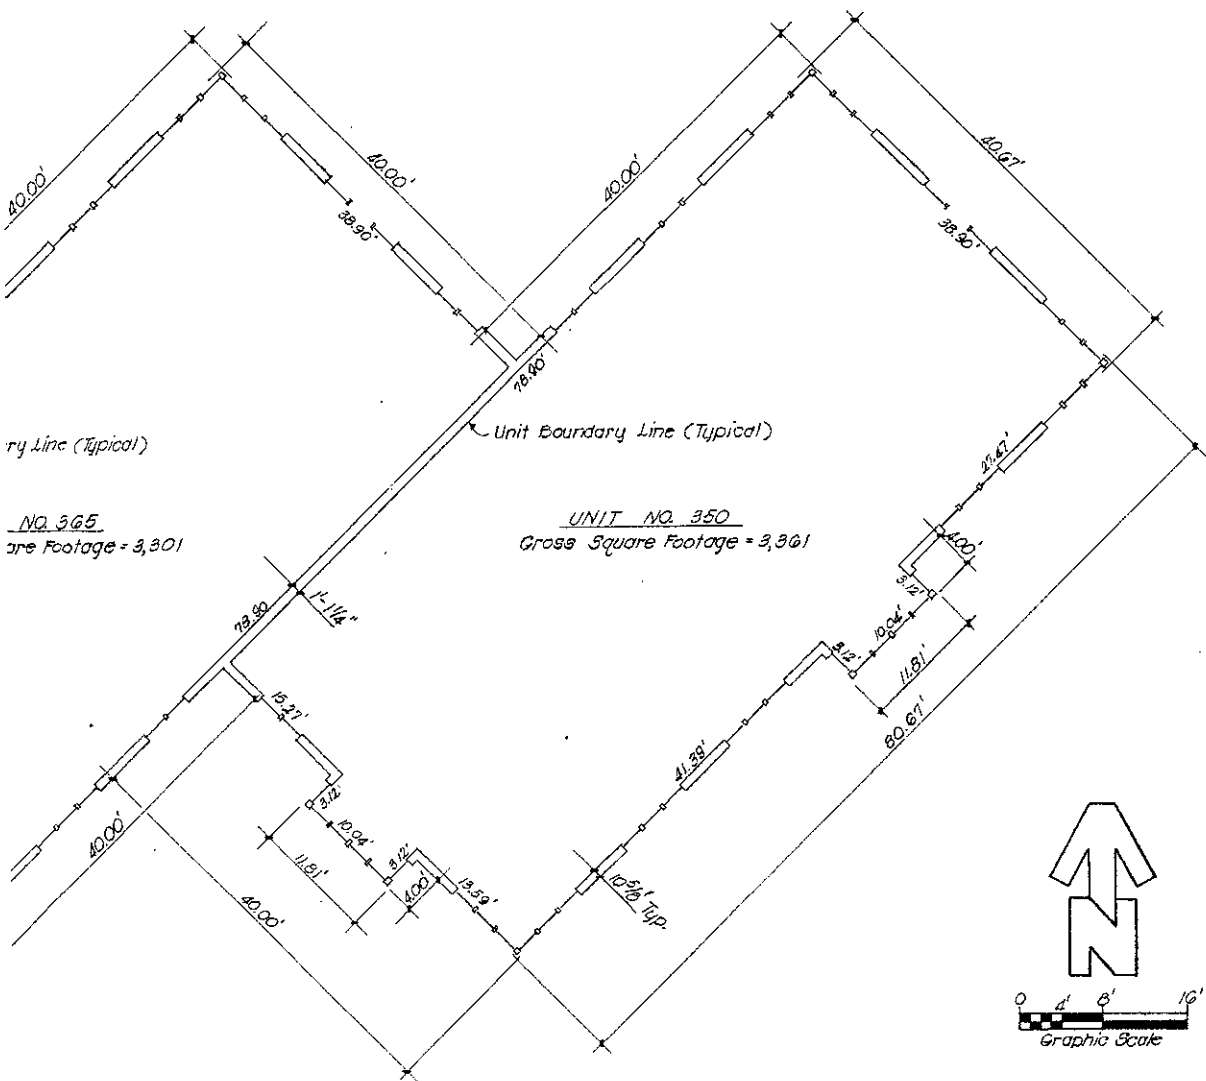 40.00'
40.00'
38.90'
40.00'
40.67'
38.90'
78.90'
Unit Boundary Line (Typical)
ry Line (Typical)
UNIT NO. 350
Gross Square Footage = 3,361
NO. 365
are Footage = 3,301
27.47'
4.00'
3.12'
10.04'
3.12'
11.81'
80.67'
78.90
1'-1¼"
15.27'
3.12'
10.04'
3.12'
11.81'
4.00'
13.59'
40.00'
40.00'
41.39'
10⅝" Typ.
N
0 4' 8' 16'
Graphic Scale